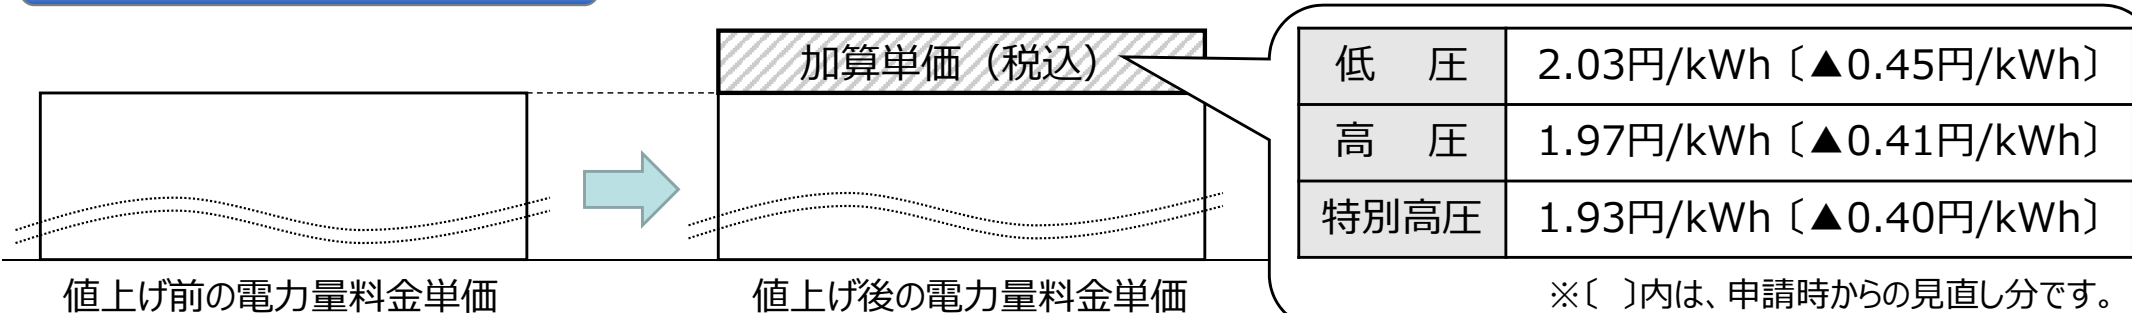 加算単価（税込）
低　圧　2.03円/kWh〔▲0.45円/kWh〕
高　圧　1.97円/kWh〔▲0.41円/kWh〕
特別高圧　1.93円/kWh〔▲0.40円/kWh〕
※〔　〕内は、申請時からの見直し分です。
値上げ前の電力量料金単価
値上げ後の電力量料金単価